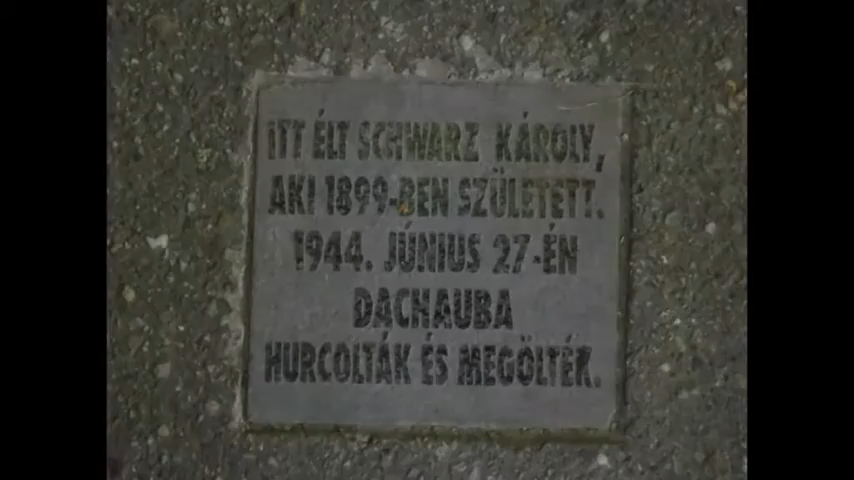 ITT ÉLT SCHWARZ KÁROLY,
AKI 1899-BEN SZÜLETETT.
1944. JÚNIUS 27-ÉN
DACHAUBA
HURCOLTÁK ÉS MEGÖLTÉK.